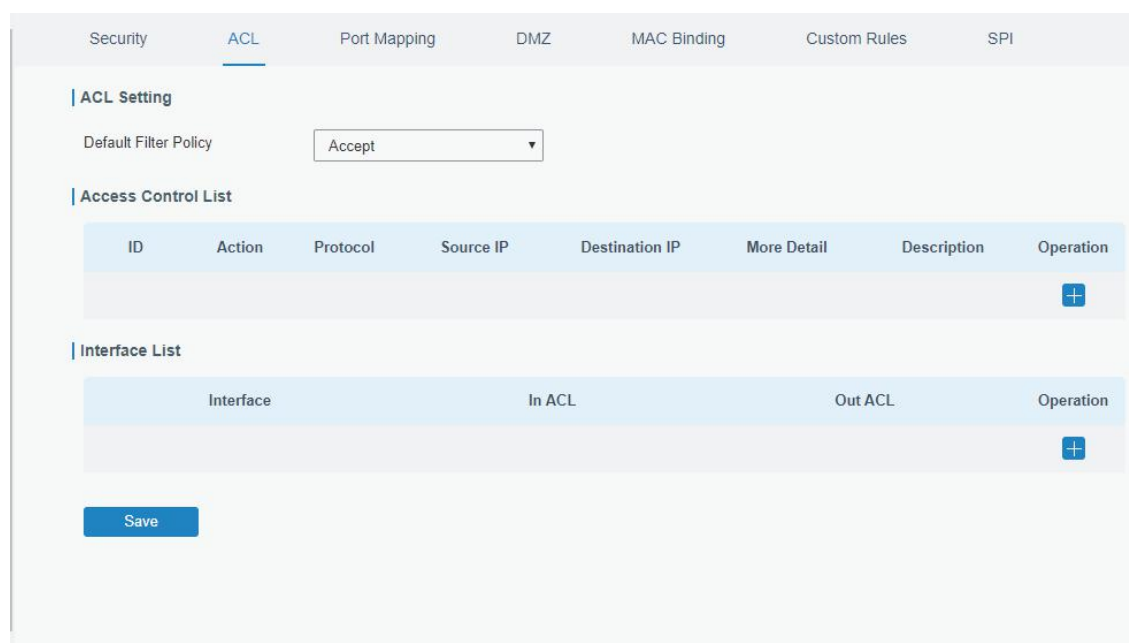 Security ACL Port Mapping DMZ MAC Binding Custom Rules SPI
ACL Setting
Default Filter Policy Accept
Access Control List
ID Action Protocol Source IP Destination IP More Detail Description Operation
Interface List
Interface In ACL Out ACL Operation
Save